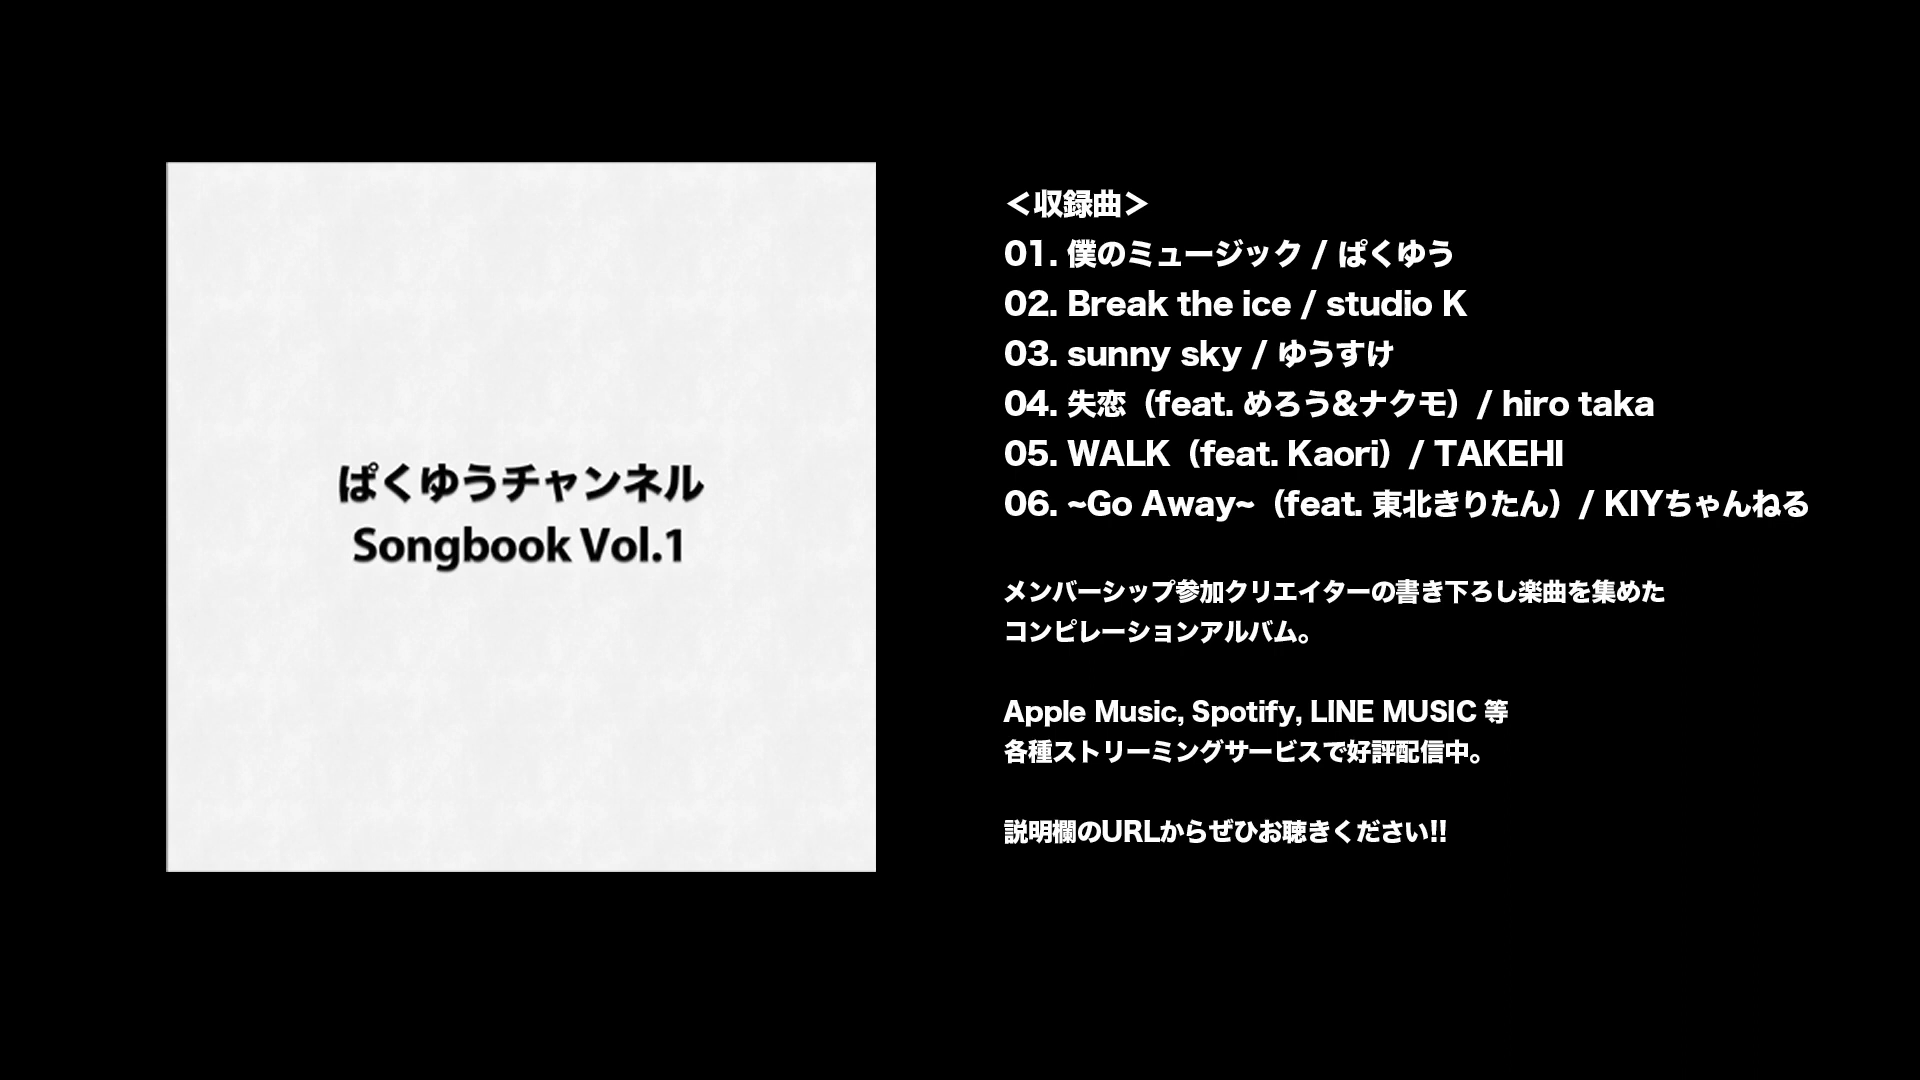 ぱくゆうチャンネル
Songbook Vol.1
＜収録曲＞
01. 僕のミュージック / ぱくゆう
02. Break the ice / studio K
03. sunny sky / ゆうすけ
04. 失恋（feat. めろう&ナクモ）/ hiro taka
05. WALK（feat. Kaori）/ TAKEHI
06. ~Go Away~（feat. 東北きりたん）/ KIYちゃんねる
メンバーシップ参加クリエイターの書き下ろし楽曲を集めた
コンピレーションアルバム。
Apple Music, Spotify, LINE MUSIC 等
各種ストリーミングサービスで好評配信中。
説明欄のURLからぜひお聴きください!!